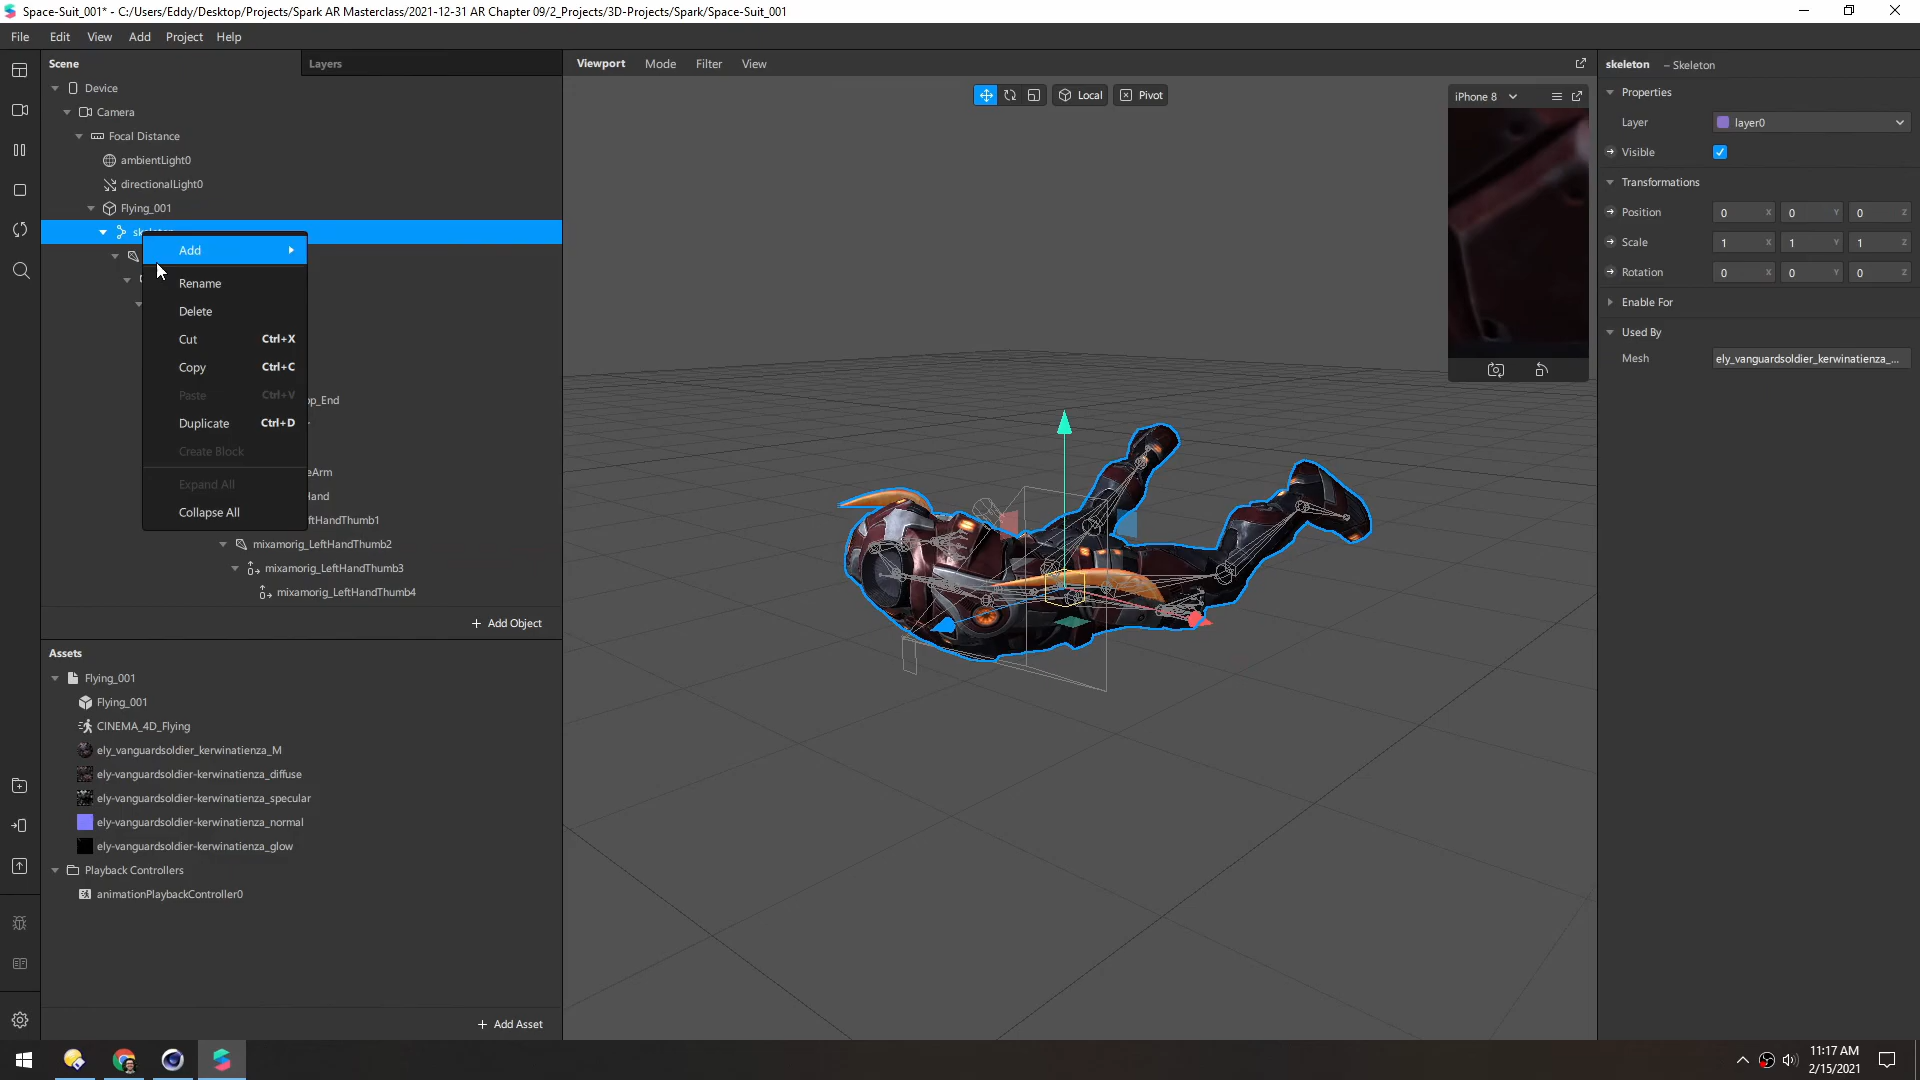 Space-Suit_001* - C:/Users/Eddy/Desktop/Projects/Spark AR Masterclass/2021-12-31 AR Chapter 09/2_Projects/3D-Projects/Spark/Space-Suit_001
File Edit View Add Project Help
Scene
Layers
Device
Camera
Focal Distance
ambientLight0
directionalLight0
Flying_001
Add
Rename
Delete
Cut Ctrl+X
Copy Ctrl+C
Paste Ctrl+V
Duplicate Ctrl+D
Create Block
Expand All
Collapse All
op_End
eArm
Hand
ftHandThumb1
mixamorig_LeftHandThumb2
mixamorig_LeftHandThumb3
mixamorig_LeftHandThumb4
+ Add Object
Assets
Flying_001
Flying_001
CINEMA_4D_Flying
ely_vanguardsoldier_kerwinatienza_M
ely-vanguardsoldier-kerwinatienza_diffuse
ely-vanguardsoldier-kerwinatienza_specular
ely-vanguardsoldier-kerwinatienza_normal
ely-vanguardsoldier-kerwinatienza_glow
Playback Controllers
animationPlaybackController0
+ Add Asset
Viewport Mode Filter View
Local
Pivot
iPhone 8
skeleton – Skeleton
Properties
Layer layer0
Visible
Transformations
Position 0 X 0 Y 0 Z
Scale 1 X 1 Y 1 Z
Rotation 0 X 0 Y 0 Z
Enable For
Used By
Mesh ely_vanguardsoldier_kerwinatienza_...
11:17 AM
2/15/2021